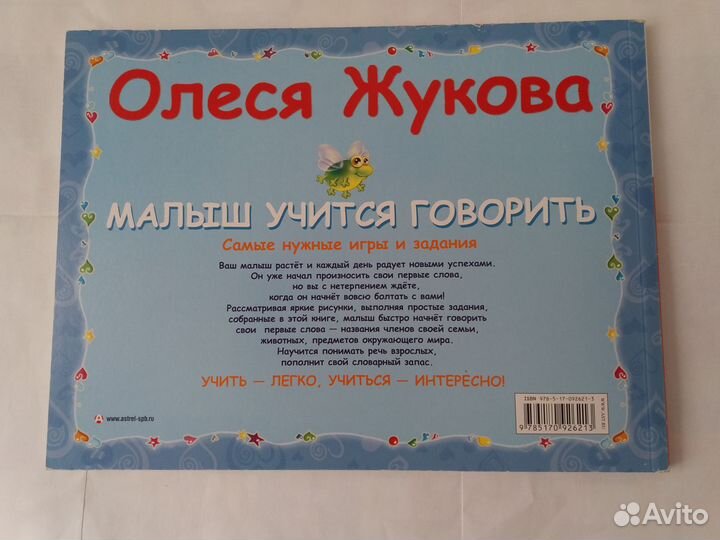 Олеся Жукова
МАЛЫШ УЧИТСЯ ГОВОРИТЬ
Самые нужные игры и задания
Ваш малыш растёт и каждый день радует новыми успехами.
Он уже начал произносить свои первые слова,
но вы с нетерпением ждёте,
когда он начнёт вовсю болтать с вами!
Рассматривая яркие рисунки, выполняя простые задания,
собранные в этой книге, малыш быстро начнёт говорить
свои первые слова — названия членов своей семьи,
животных, предметов окружающего мира.
Научится понимать речь взрослых,
пополнит свой словарный запас.
УЧИТЬ — ЛЕГКО, УЧИТЬСЯ — ИНТЕРЕСНО!
www.astrel-spb.ru
ISBN 978-5-17-092621-3
9 785170 926213
WWW.AST.RU
Avito